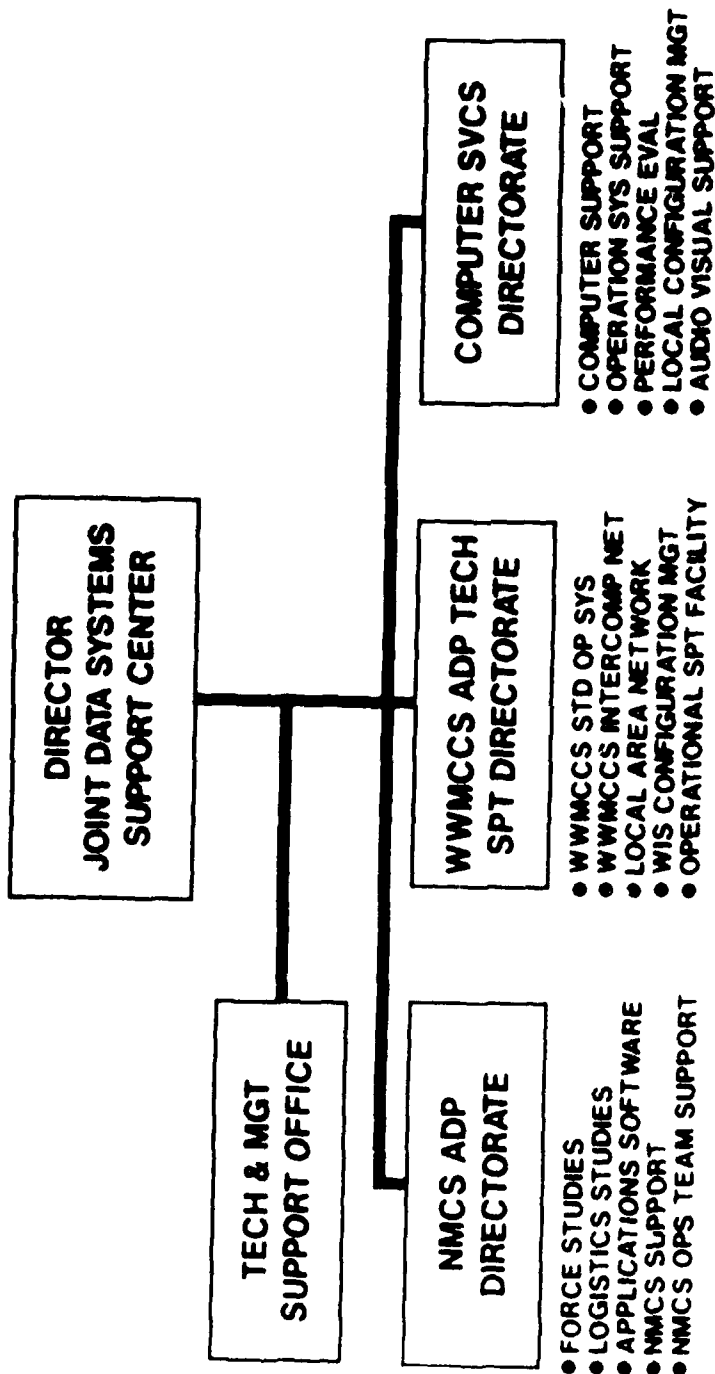 DIRECTOR
JOINT DATA SYSTEMS
SUPPORT CENTER
TECH & MGT
SUPPORT OFFICE
NMCS ADP
DIRECTORATE
● FORCE STUDIES
● LOGISTICS STUDIES
● APPLICATIONS SOFTWARE
● NMCS SUPPORT
● NMCS OPS TEAM SUPPORT
WWMCCS ADP TECH
SPT DIRECTORATE
● WWMCCS STD OP SYS
● WWMCCS INTERCOMP NET
● LOCAL AREA NETWORK
● WIS CONFIGURATION MGT
● OPERATIONAL SPT FACILITY
COMPUTER SVCS
DIRECTORATE
● COMPUTER SUPPORT
● OPERATION SYS SUPPORT
● PERFORMANCE EVAL
● LOCAL CONFIGURATION MGT
● AUDIO VISUAL SUPPORT